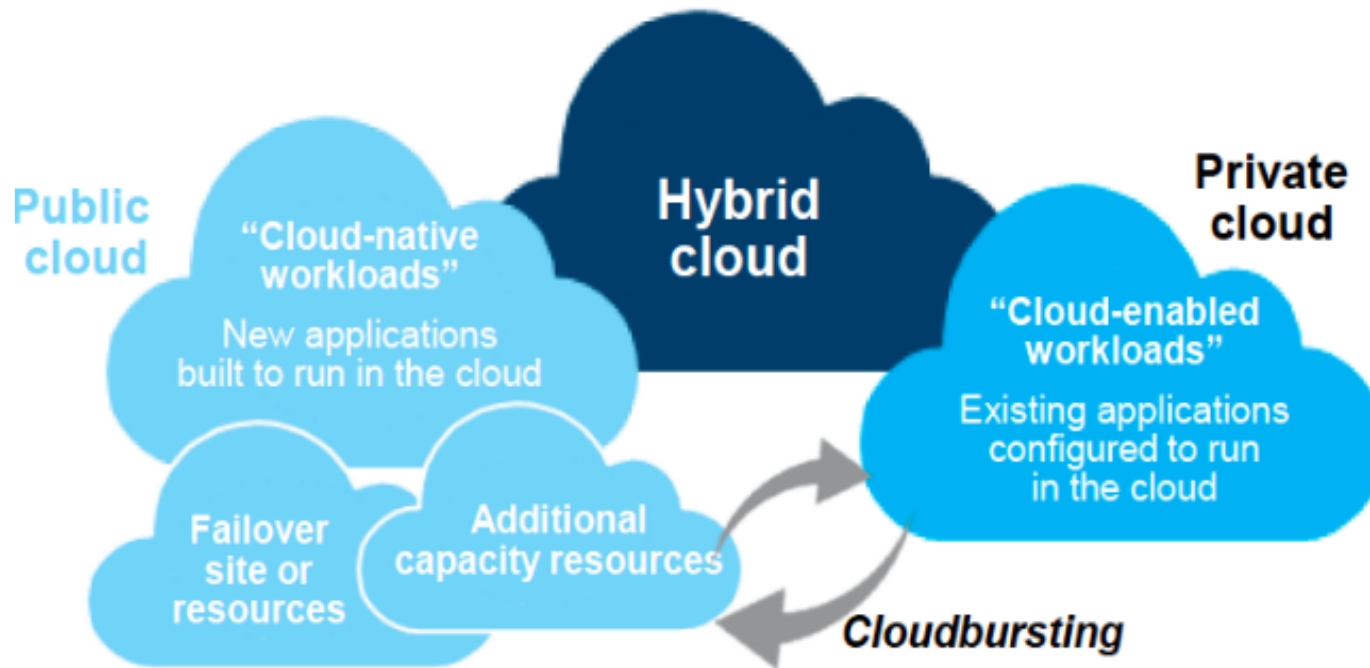 Public
cloud
“Cloud-native
workloads”
New applications
built to run in the cloud
Failover
site or
resources
Additional
capacity resources
Hybrid
cloud
Private
cloud
“Cloud-enabled
workloads”
Existing applications
configured to run
in the cloud
Cloudbursting